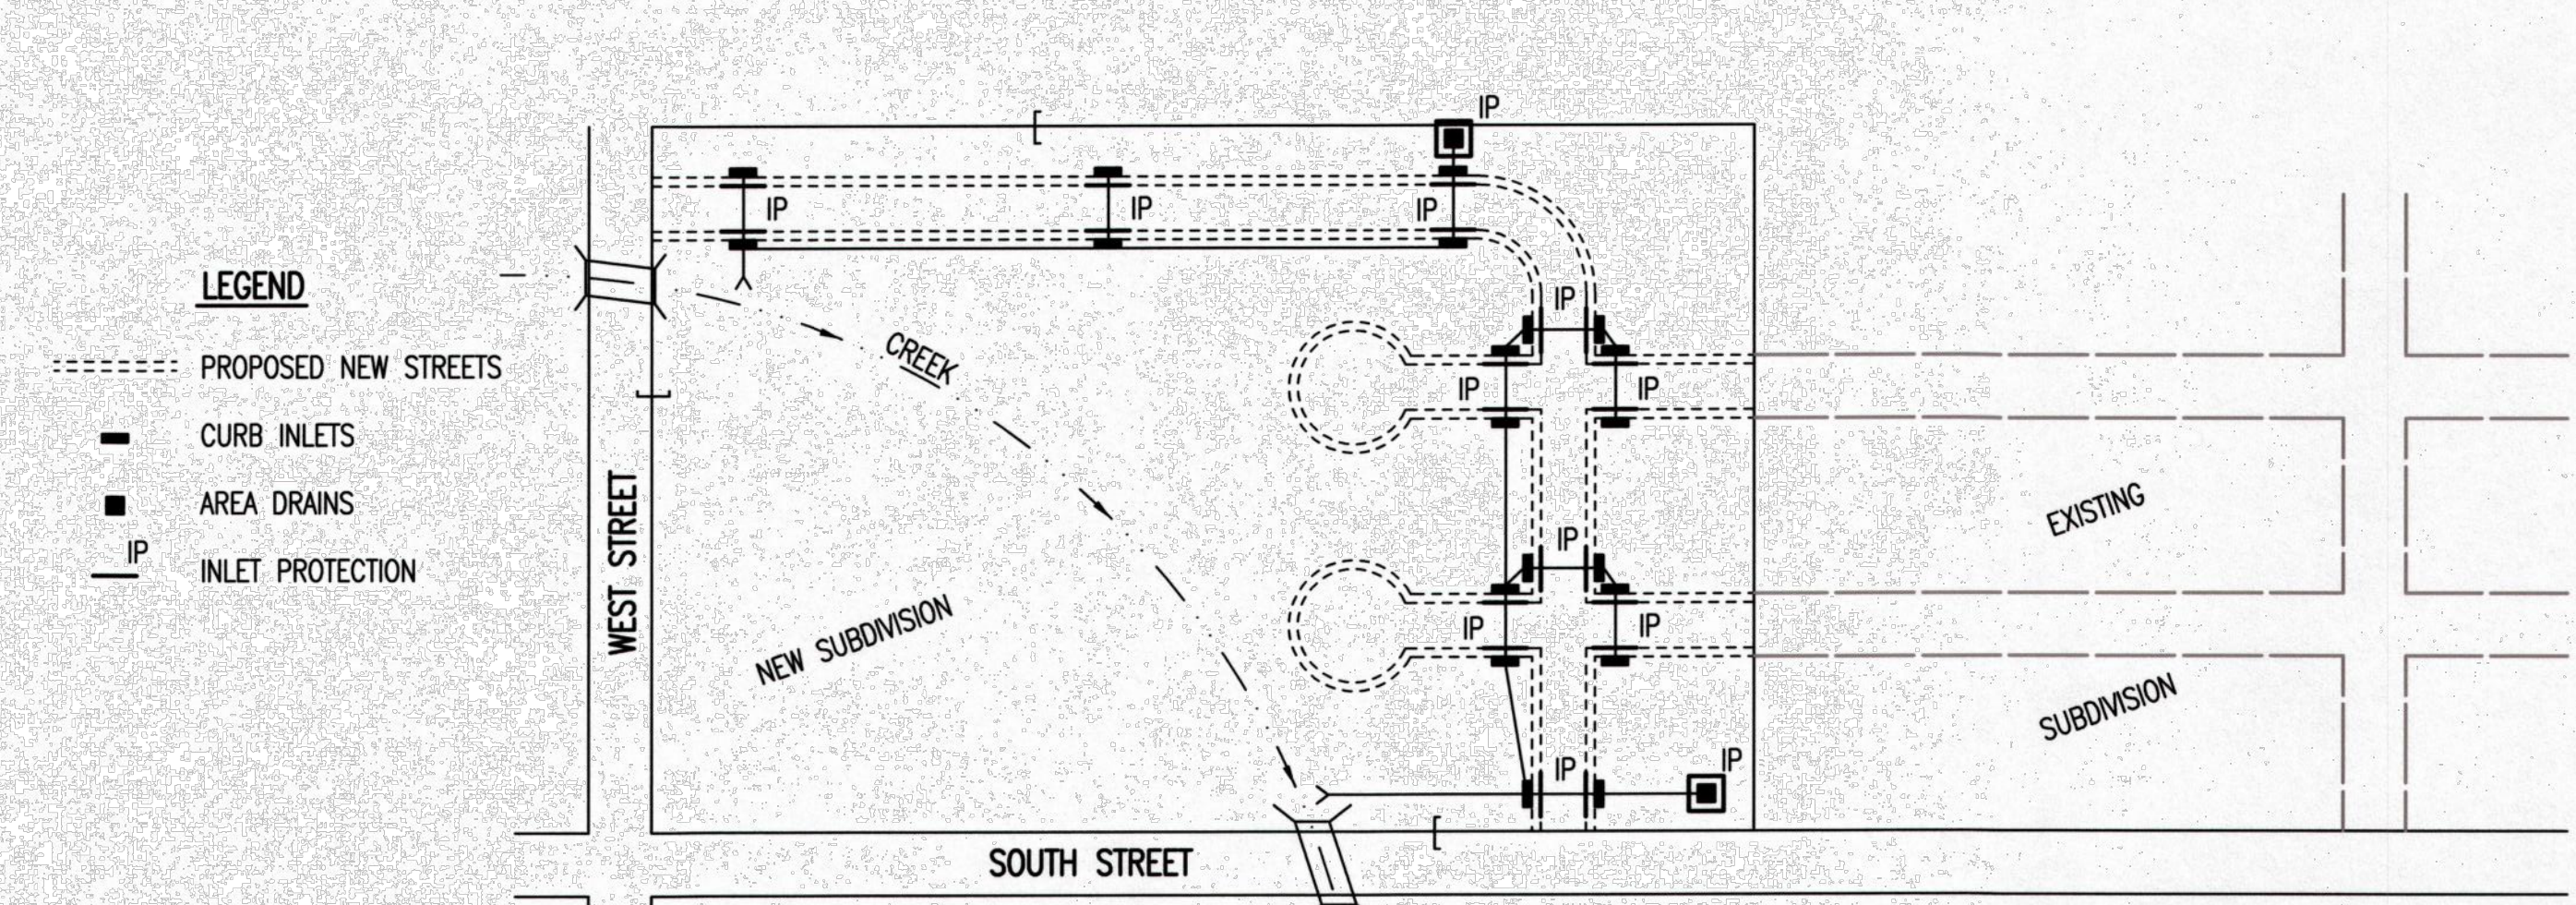 LEGEND
PROPOSED NEW STREETS
CURB INLETS
AREA DRAINS
IP
INLET PROTECTION
WEST STREET
IP
IP
IP
IP
IP
CREEK
IP
IP
IP
IP
IP
NEW SUBDIVISION
IP
IP
IP
SOUTH STREET
EXISTING
SUBDIVISION